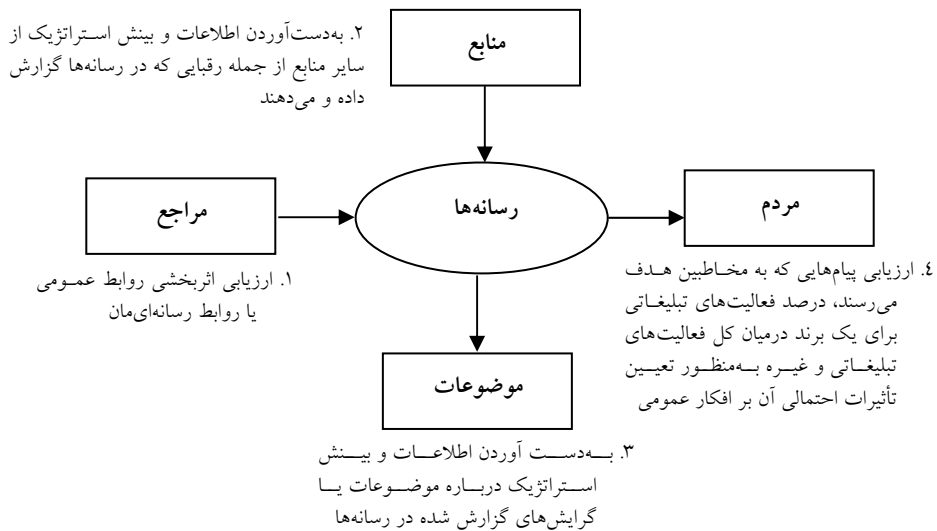 منابع
۲. به‌دست‌آوردن اطلاعات و بینش استراتژیک از
سایر منابع از جمله رقبایی که در رسانه‌ها گزارش
داده و می‌دهند
مراجع
رسانه‌ها
مردم
۱. ارزیابی اثربخشی روابط عمومی
یا روابط رسانه‌ای‌مان
۴. ارزیابی پیام‌هایی که به مخاطبین هدف
می‌رسند، درصد فعالیت‌های تبلیغاتی
برای یک برند درمیان کل فعالیت‌های
تبلیغاتی و غیره به‌منظور تعیین
تأثیرات احتمالی آن بر افکار عمومی
موضوعات
۳. به‌دست آوردن اطلاعات و بینش
استراتژیک درباره موضوعات یا
گرایش‌های گزارش شده در رسانه‌ها